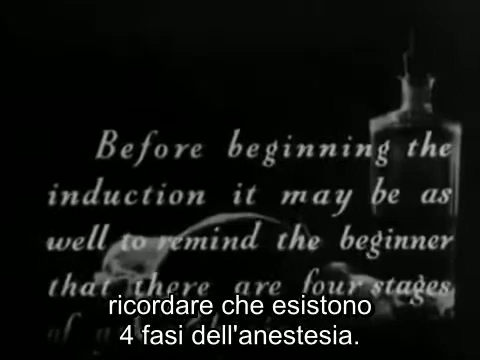 Before beginning the
induction it may be as
well to remind the beginner
that there are four stages
of
ricordare che esistono
4 fasi dell'anestesia.